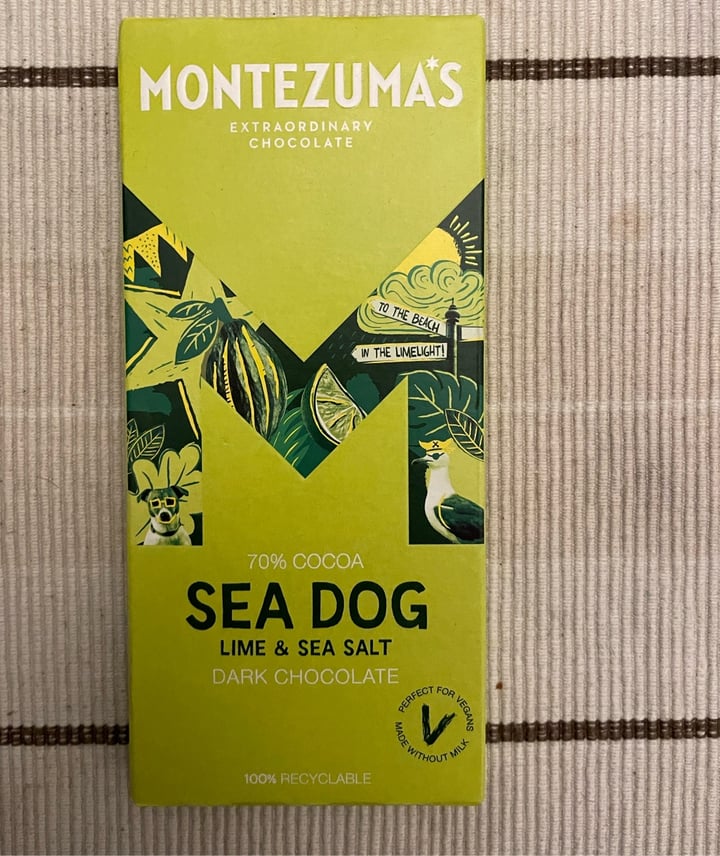 MONTEZUMA'S
EXTRAORDINARY
CHOCOLATE
TO THE BEACH
IN THE LIMELIGHT!
70% COCOA
SEA DOG
LIME & SEA SALT
DARK CHOCOLATE
PERFECT FOR VEGANS
V
MADE WITHOUT MILK
100% RECYCLABLE